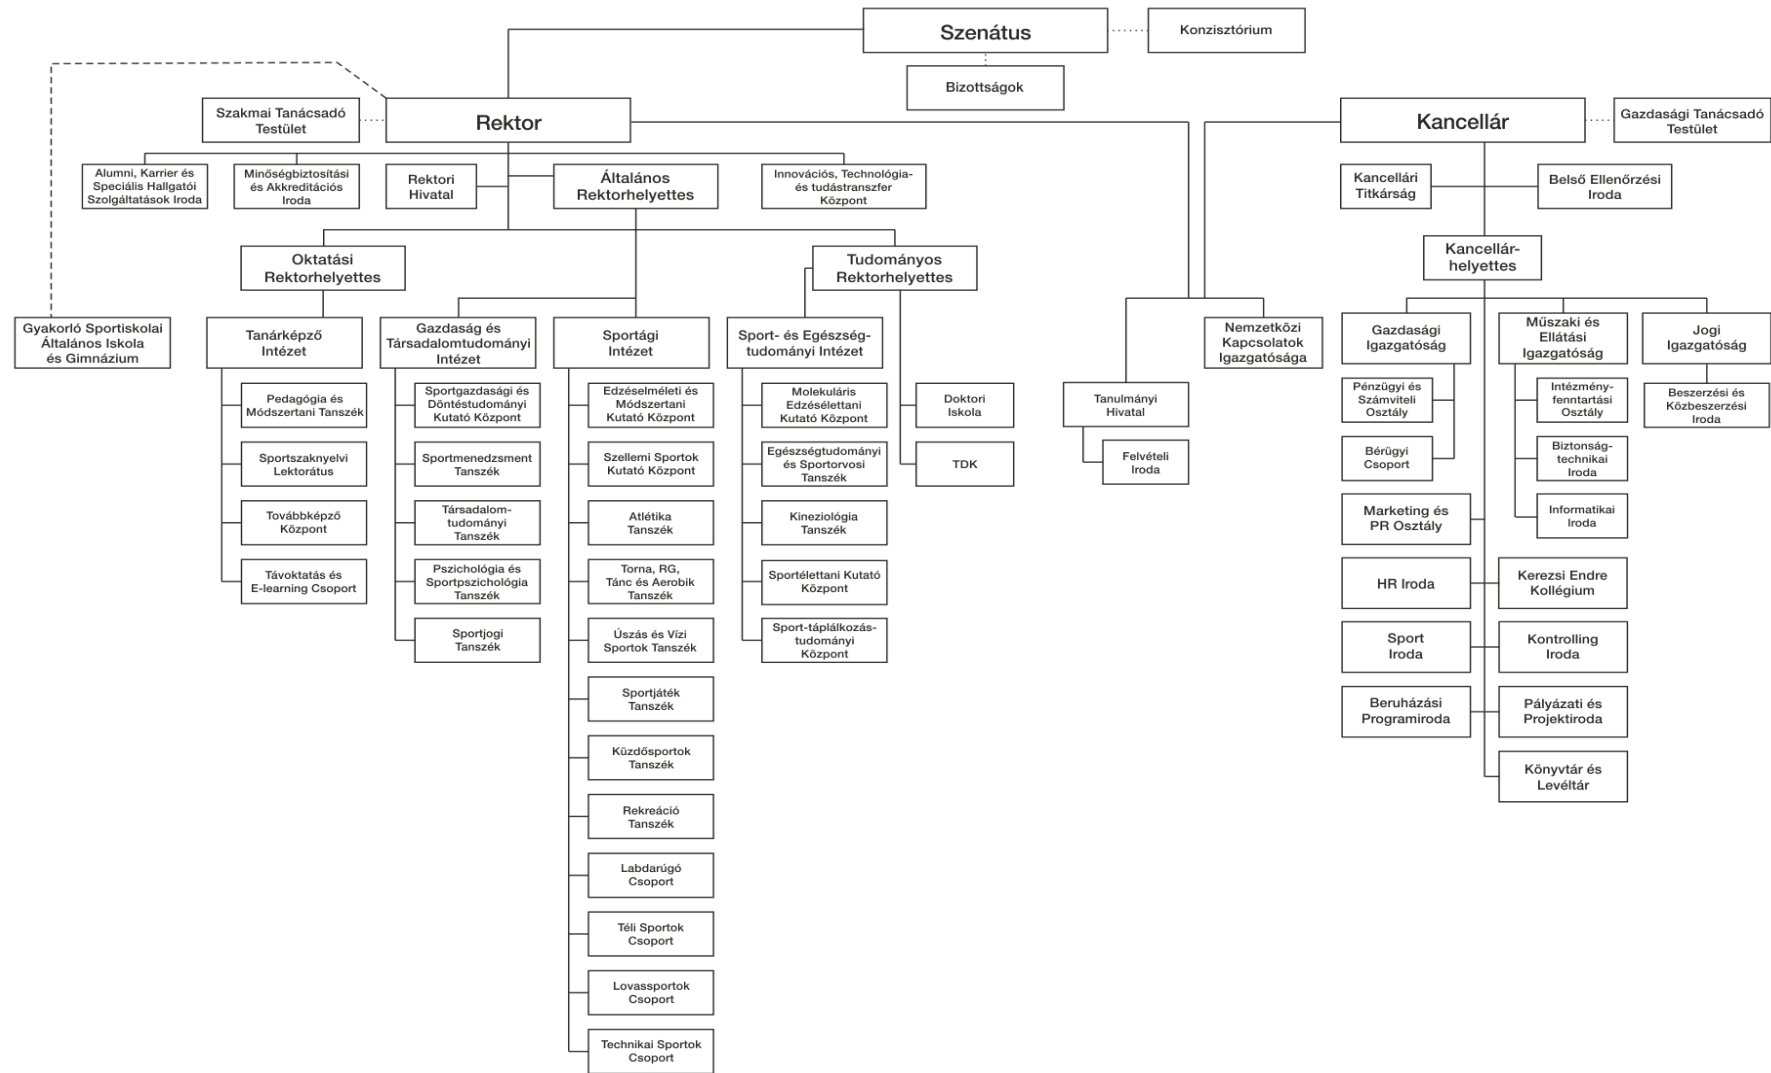 Szenátus
Konzisztórium
Bizottságok
Szakmai Tanácsadó
Testület
Rektor
Kancellár
Gazdasági Tanácsadó
Testület
Alumni, Karrier és
Speciális Hallgatói
Szolgáltatások Iroda
Minőségbiztosítási
és Akkreditációs
Iroda
Rektori
Hivatal
Általános
Rektorhelyettes
Innovációs, Technológia-
és tudástranszfer
Központ
Kancellári
Titkárság
Belső Ellenőrzési
Iroda
Oktatási
Rektorhelyettes
Tudományos
Rektorhelyettes
Kancellár-
helyettes
Gyakorló Sportiskolai
Általános Iskola
és Gimnázium
Tanárképző
Intézet
Gazdaság és
Társadalomtudományi
Intézet
Sportági
Intézet
Sport- és Egészség-
tudományi Intézet
Nemzetközi
Kapcsolatok
Igazgatósága
Gazdasági
Igazgatóság
Műszaki és
Ellátási
Igazgatóság
Jogi
Igazgatóság
Pedagógia és
Módszertani Tanszék
Sportszaknyelvi
Lektorátus
Továbbképző
Központ
Távoktatás és
E-learning Csoport
Sportgazdasági és
Döntéstudományi
Kutató Központ
Sportmenedzsment
Tanszék
Társadalom-
tudományi
Tanszék
Pszichológia és
Sportpszichológia
Tanszék
Sportjogi
Tanszék
Edzéselméleti és
Módszertani
Kutató Központ
Szellemi Sportok
Kutató Központ
Atlétika
Tanszék
Torna, RG,
Tánc és Aerobik
Tanszék
Úszás és Vízi
Sportok Tanszék
Sportjáték
Tanszék
Küzdősportok
Tanszék
Rekreáció
Tanszék
Labdarúgó
Csoport
Téli Sportok
Csoport
Lovassportok
Csoport
Technikai Sportok
Csoport
Molekuláris
Edzésélettani
Kutató Központ
Egészségtudományi
és Sportorvosi
Tanszék
Kineziológia
Tanszék
Sportélettani Kutató
Központ
Sport-táplálkozás-
tudományi
Központ
Doktori
Iskola
TDK
Tanulmányi
Hivatal
Felvételi
Iroda
Pénzügyi és
Számviteli
Osztály
Bérügyi
Csoport
Intézmény-
fenntartási
Osztály
Biztonság-
technikai
Iroda
Informatikai
Iroda
Beszerzési és
Közbeszerzési
Iroda
Marketing és
PR Osztály
HR Iroda
Kerezsi Endre
Kollégium
Sport
Iroda
Kontrolling
Iroda
Beruházási
Programiroda
Pályázati és
Projektiroda
Könyvtár és
Levéltár